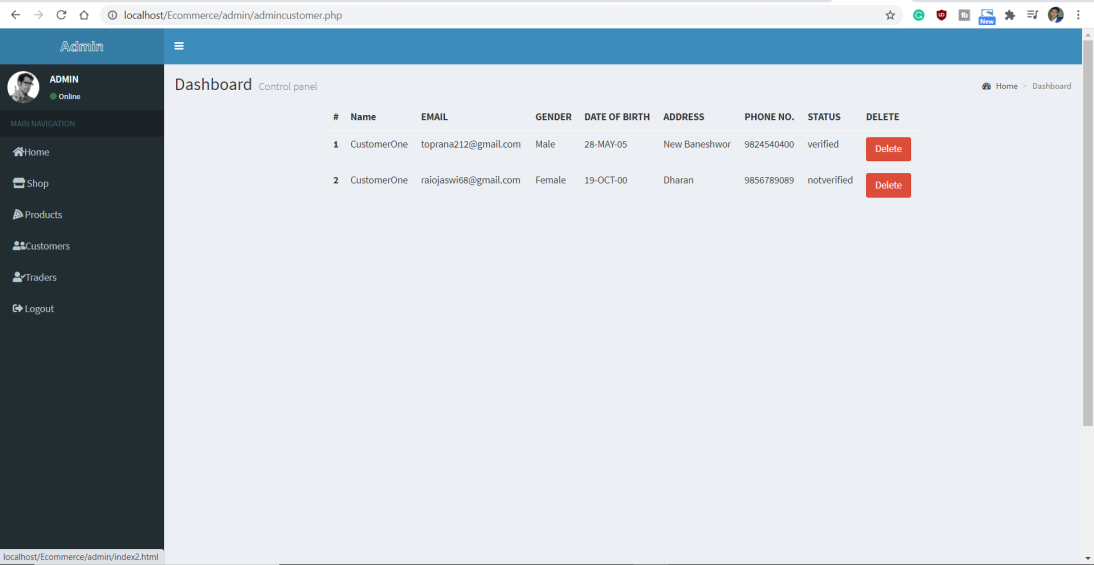 localhost/Ecommerce/admin/admincustomer.php
New
Admin
ADMIN
Online
MAIN NAVIGATION
Home
Shop
Products
Customers
Traders
Logout
Dashboard Control panel
Home > Dashboard
# Name EMAIL GENDER DATE OF BIRTH ADDRESS PHONE NO. STATUS DELETE
1 CustomerOne toprana212@gmail.com Male 28-MAY-05 New Baneshwor 9824540400 verified Delete
2 CustomerOne raiojaswi68@gmail.com Female 19-OCT-00 Dharan 9856789089 notverified Delete
localhost/Ecommerce/admin/index2.html